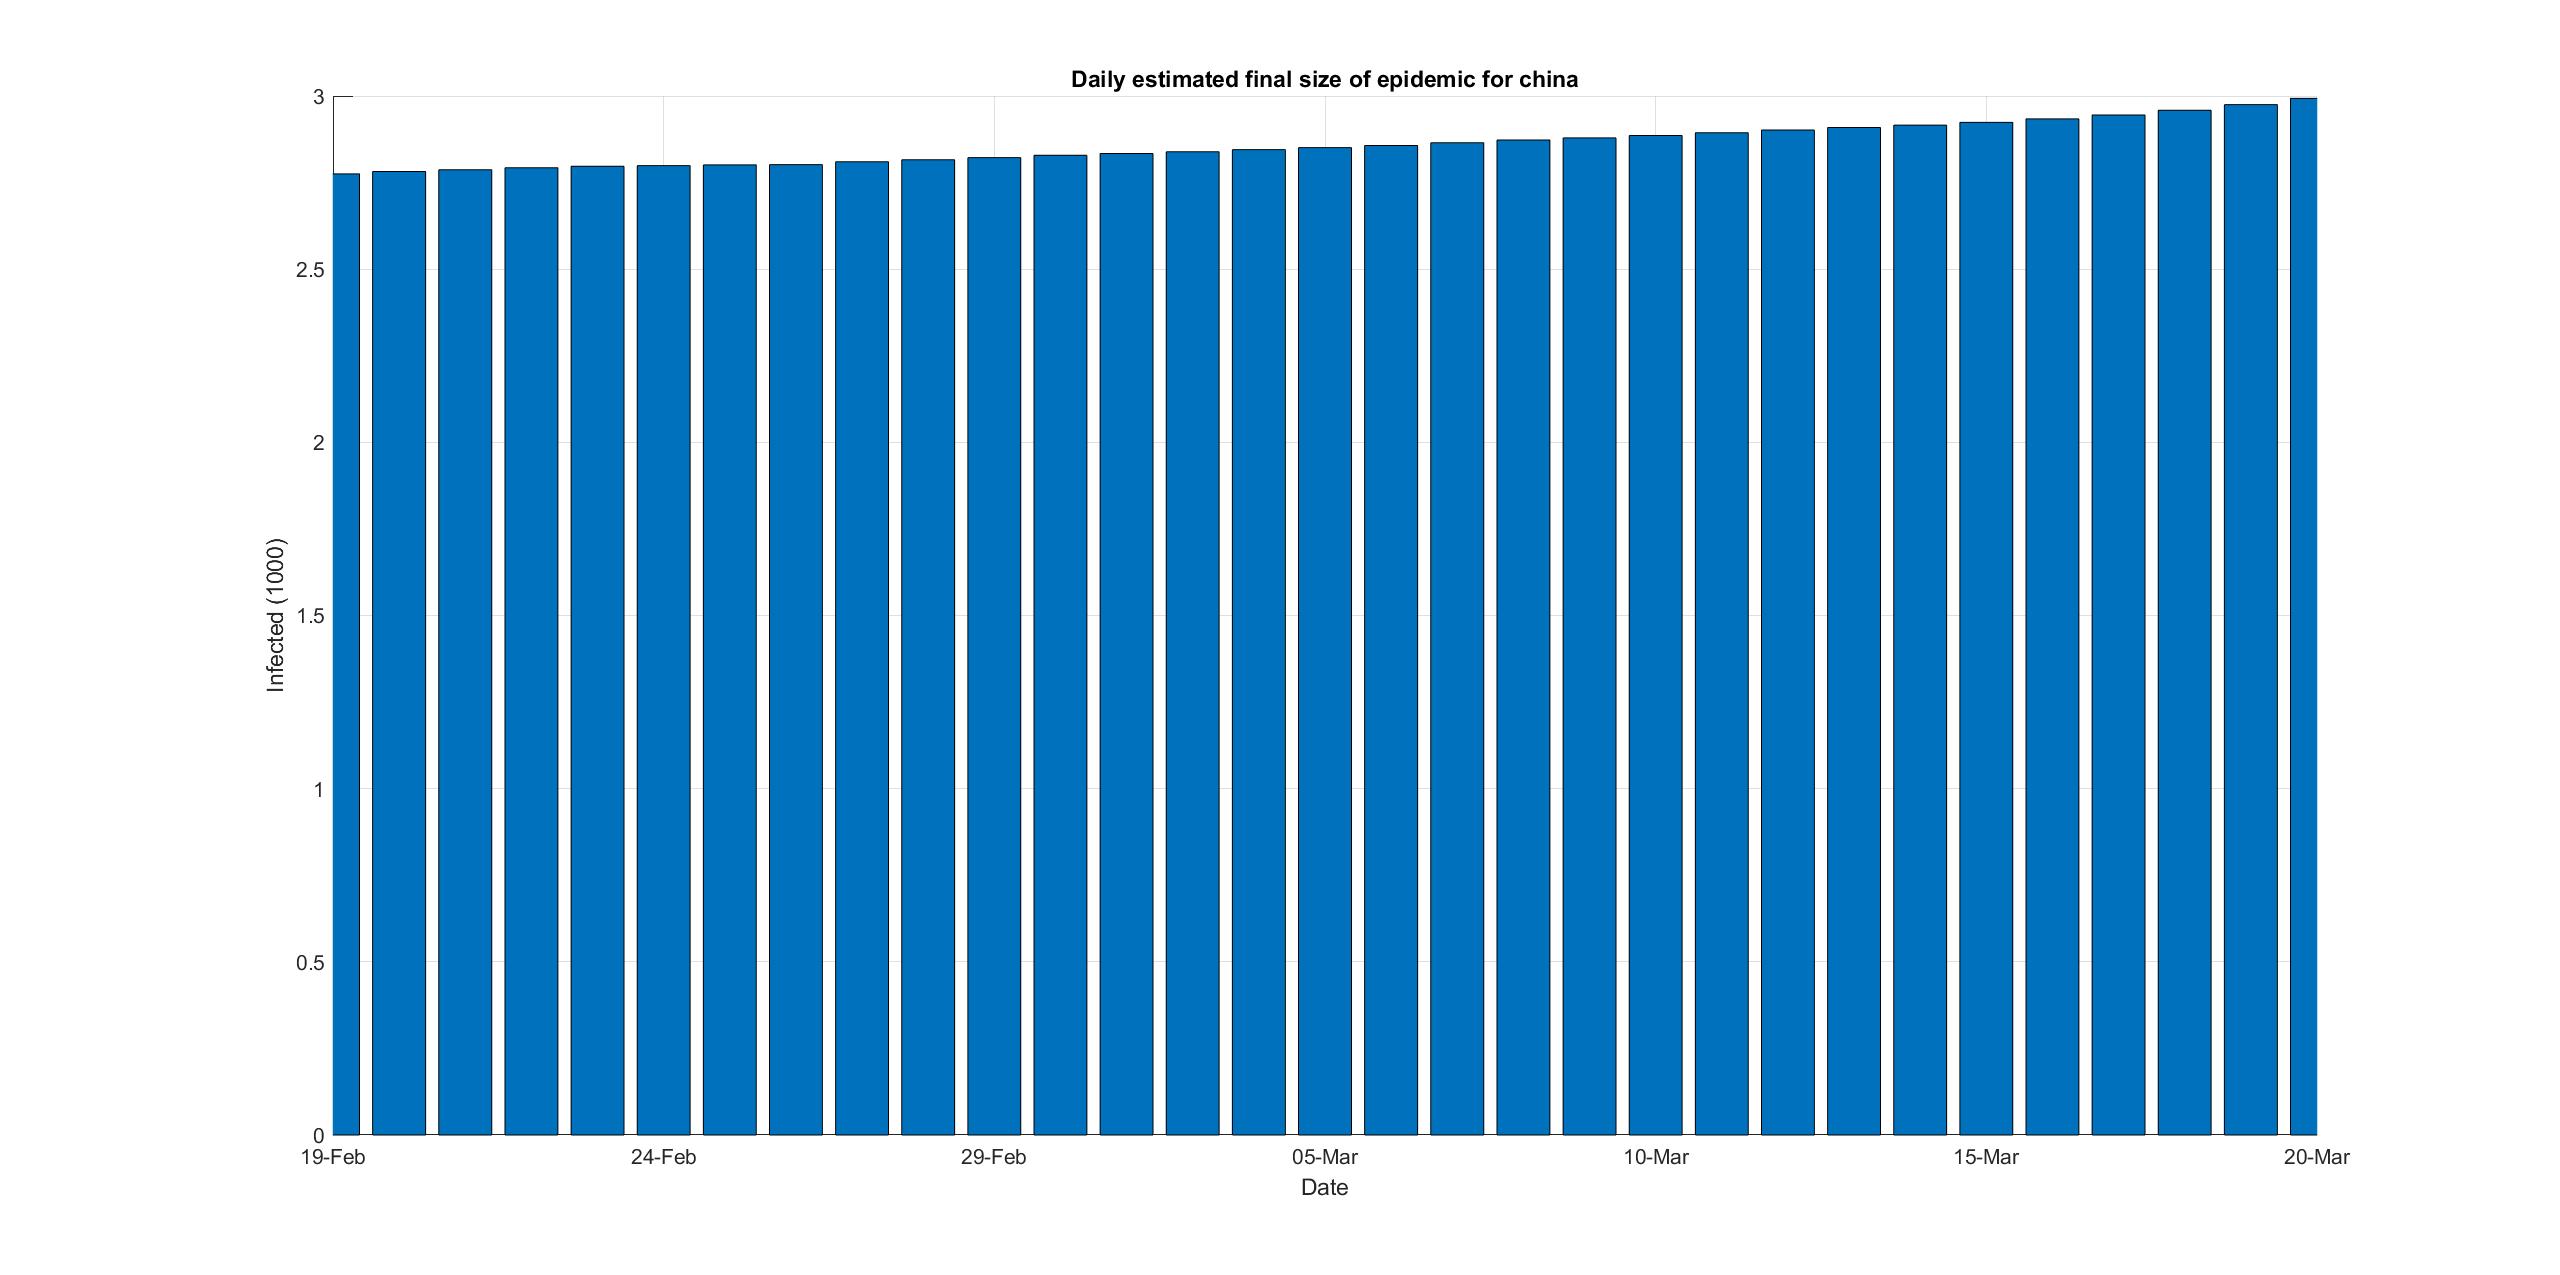 Daily estimated final size of epidemic for china
3
2.5
2
1.5
1
0.5
0
Infected (1000)
19-Feb 24-Feb 29-Feb 05-Mar 10-Mar 15-Mar 20-Mar
Date